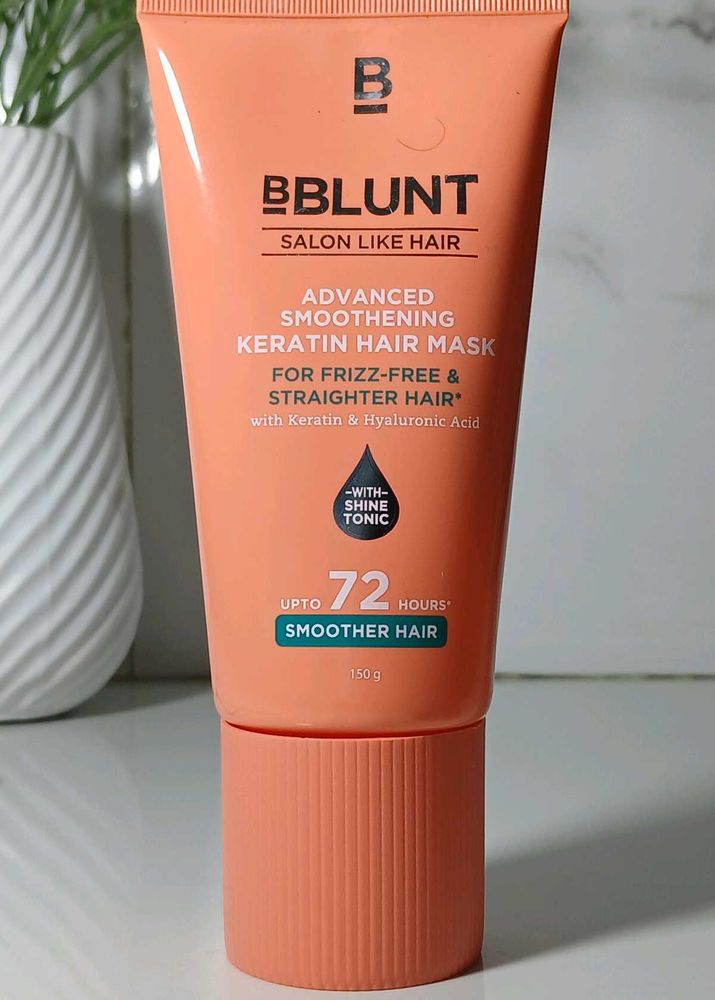 B
BBLUNT
SALON LIKE HAIR
ADVANCED
SMOOTHENING
KERATIN HAIR MASK
FOR FRIZZ-FREE &
STRAIGHTER HAIR*
with Keratin & Hyaluronic Acid
-WITH-
SHINE
TONIC
UPTO 72 HOURS*
SMOOTHER HAIR
150 g